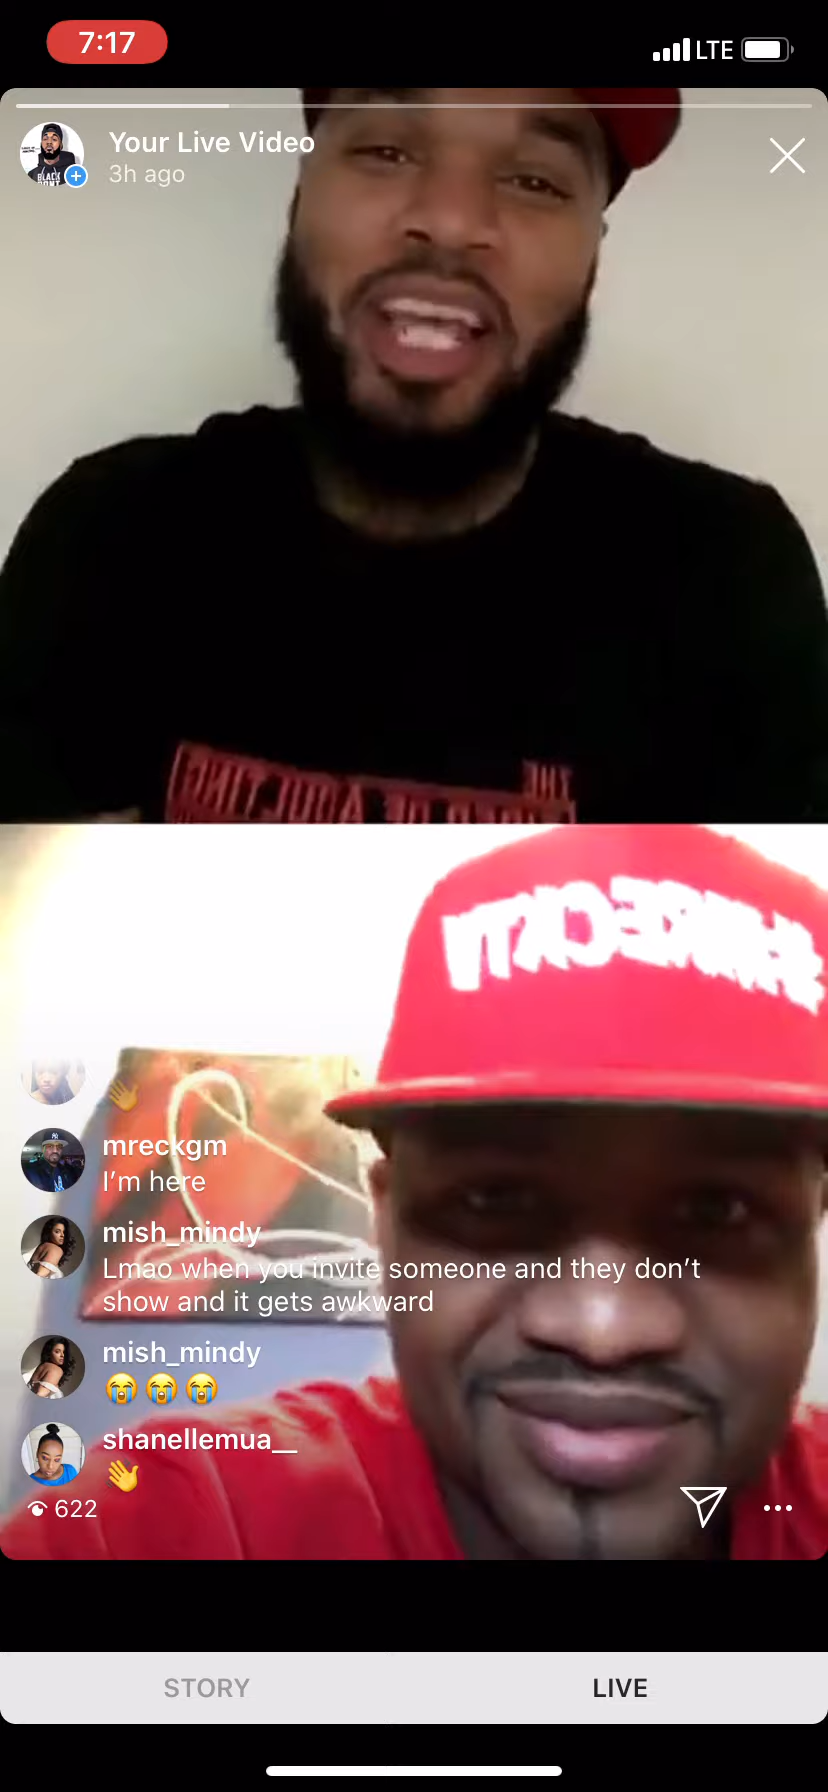 7:17
LTE
Your Live Video
3h ago
THE
mreckgm
I'm here
mish_mindy
Lmao when you invite someone and they don't
show and it gets awkward
mish_mindy
😭😭😭
shanellemua__
👋
622
STORY
LIVE